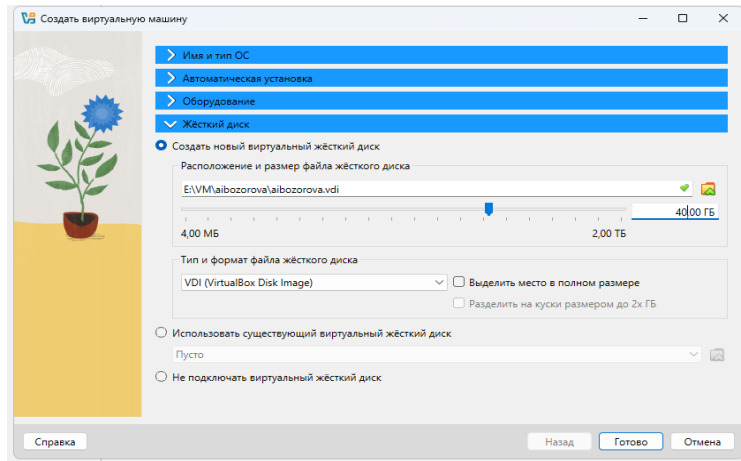 Создать виртуальную машину
Имя и тип ОС
Автоматическая установка
Оборудование
Жёсткий диск
Создать новый виртуальный жёсткий диск
Расположение и размер файла жёсткого диска
E:\VM\aibozorova\aibozorova.vdi
40,00 ГБ
4,00 МБ 2,00 ТБ
Тип и формат файла жёсткого диска
VDI (VirtualBox Disk Image) Выделить место в полном размере
Разделить на куски размером до 2x ГБ
Использовать существующий виртуальный жёсткий диск
Пусто
Не подключать виртуальный жёсткий диск
Справка Назад Готово Отмена